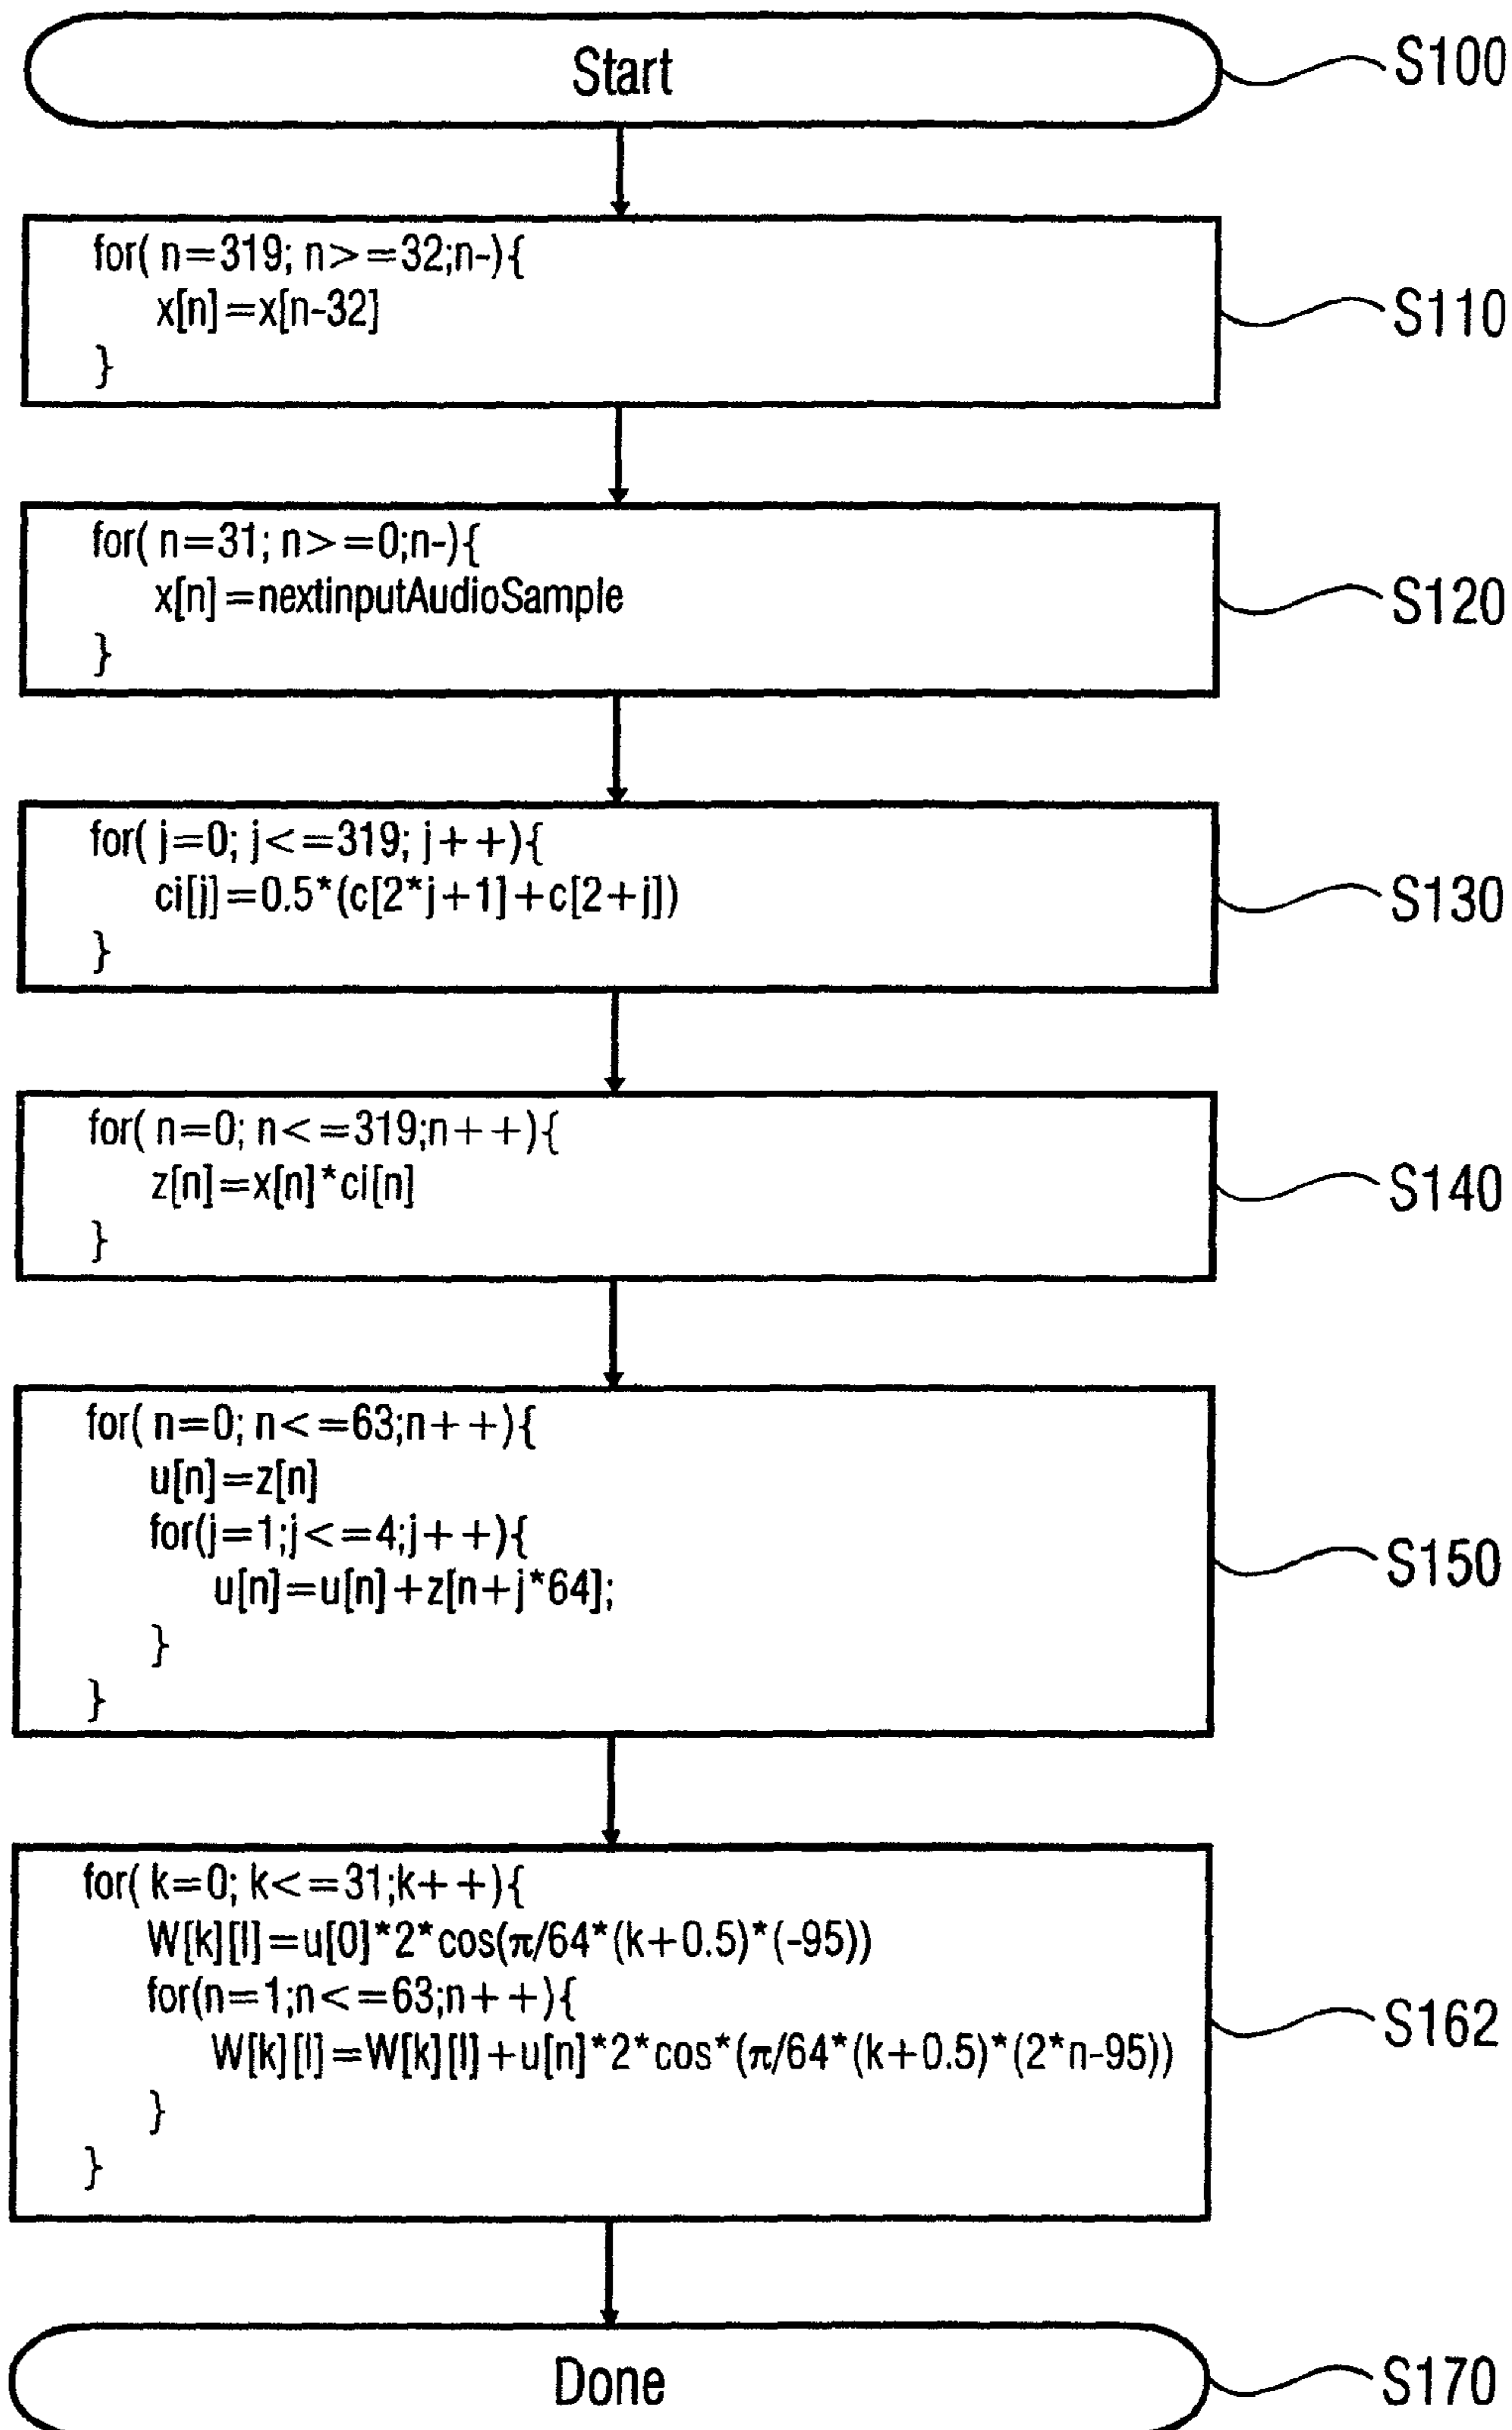 Start
S100
for( n=319; n>=32;n-){
x[n]=x[n-32]
}
S110
for( n=31; n>=0;n-){
x[n]=nextinputAudioSample
}
S120
for( j=0; j<=319; j++){
ci[j]=0.5*(c[2*j+1]+c[2+j])
}
S130
for( n=0; n<=319;n++){
z[n]=x[n]*ci[n]
}
S140
for( n=0; n<=63;n++){
u[n]=z[n]
for(j=1;j<=4;j++){
u[n]=u[n]+z[n+j*64];
}
}
S150
for( k=0; k<=31;k++){
W[k][l]=u[0]*2*cos(π/64*(k+0.5)*(-95))
for(n=1;n<=63;n++){
W[k][l]=W[k][l]+u[n]*2*cos*(π/64*(k+0.5)*(2*n-95))
}
}
S162
Done
S170